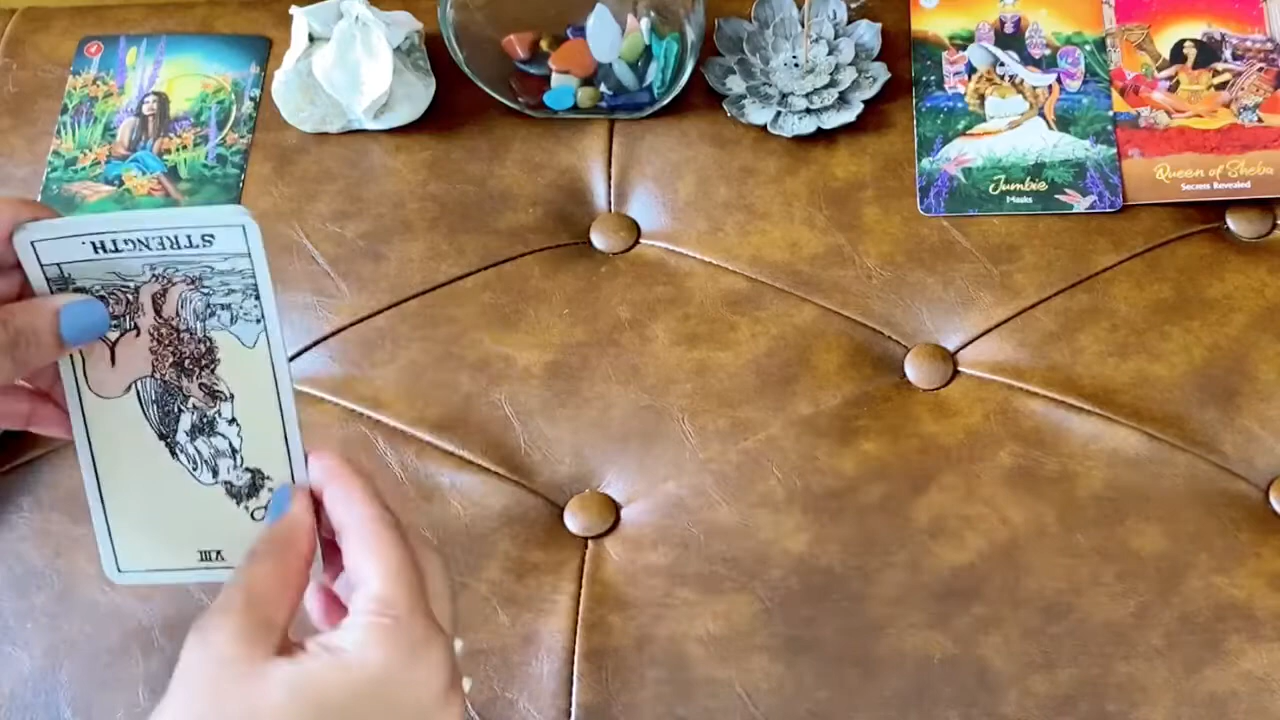 STRENGTH.
VIII
Jumbie
Masks
Queen of Sheba
Secrets Revealed